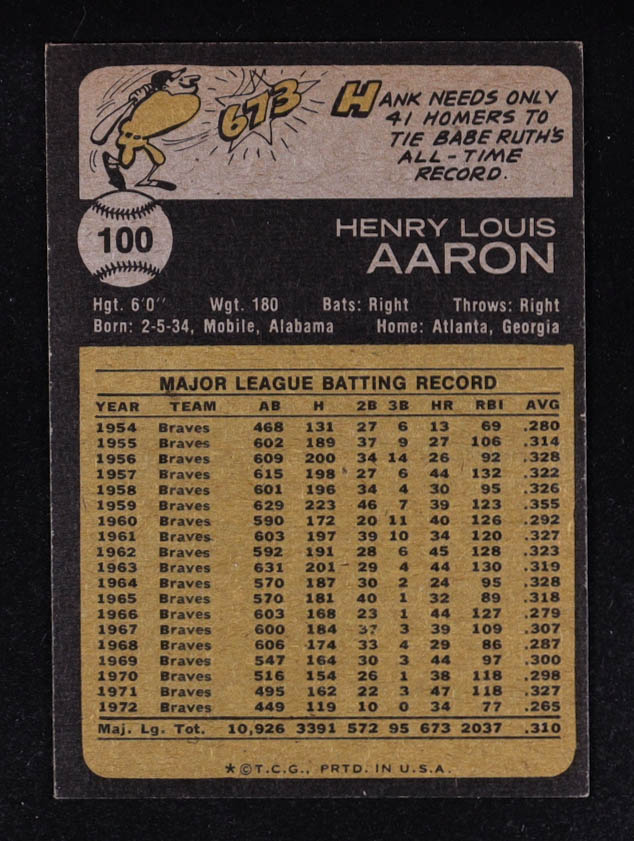 673
HANK NEEDS ONLY
41 HOMERS TO
TIE BABE RUTH'S
ALL-TIME
RECORD.
100
HENRY LOUIS
AARON
Hgt. 6'0" Wgt. 180 Bats: Right Throws: Right
Born: 2-5-34, Mobile, Alabama Home: Atlanta, Georgia
MAJOR LEAGUE BATTING RECORD
YEAR TEAM AB H 2B 3B HR RBI AVG
1954 Braves 468 131 27 6 13 69 .280
1955 Braves 602 189 37 9 27 106 .314
1956 Braves 609 200 34 14 26 92 .328
1957 Braves 615 198 27 6 44 132 .322
1958 Braves 601 196 34 4 30 95 .326
1959 Braves 629 223 46 7 39 123 .355
1960 Braves 590 172 20 11 40 126 .292
1961 Braves 603 197 39 10 34 120 .327
1962 Braves 592 191 28 6 45 128 .323
1963 Braves 631 201 29 4 44 130 .319
1964 Braves 570 187 30 2 24 95 .328
1965 Braves 570 181 40 1 32 89 .318
1966 Braves 603 168 23 1 44 127 .279
1967 Braves 600 184 37 3 39 109 .307
1968 Braves 606 174 33 4 29 86 .287
1969 Braves 547 164 30 3 44 97 .300
1970 Braves 516 154 26 1 38 118 .298
1971 Braves 495 162 22 3 47 118 .327
1972 Braves 449 119 10 0 34 77 .265
Maj. Lg. Tot. 10,926 3391 572 95 673 2037 .310
*©T.C.G., PRTD. IN U.S.A.